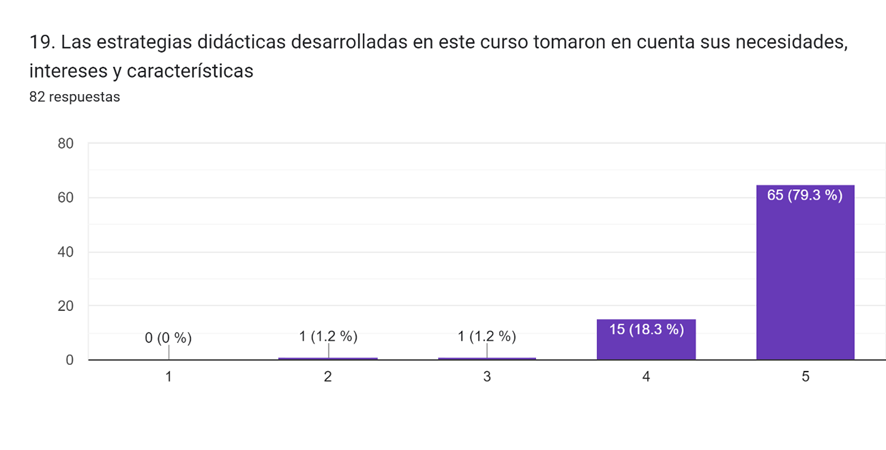 19. Las estrategias didácticas desarrolladas en este curso tomaron en cuenta sus necesidades,
intereses y características
82 respuestas
80
60
40
20
0
0 (0 %)
1 (1.2 %)
1 (1.2 %)
15 (18.3 %)
65 (79.3 %)
1
2
3
4
5